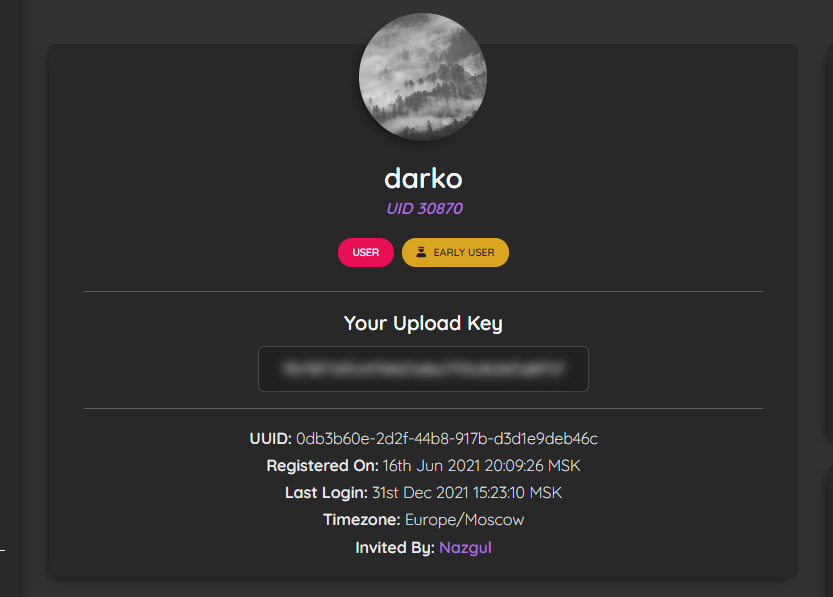 darko
UID 30870
USER
EARLY USER
Your Upload Key
UUID: 0db3b60e-2d2f-44b8-917b-d3d1e9deb46c
Registered On: 16th Jun 2021 20:09:26 MSK
Last Login: 31st Dec 2021 15:23:10 MSK
Timezone: Europe/Moscow
Invited By: Nazgul